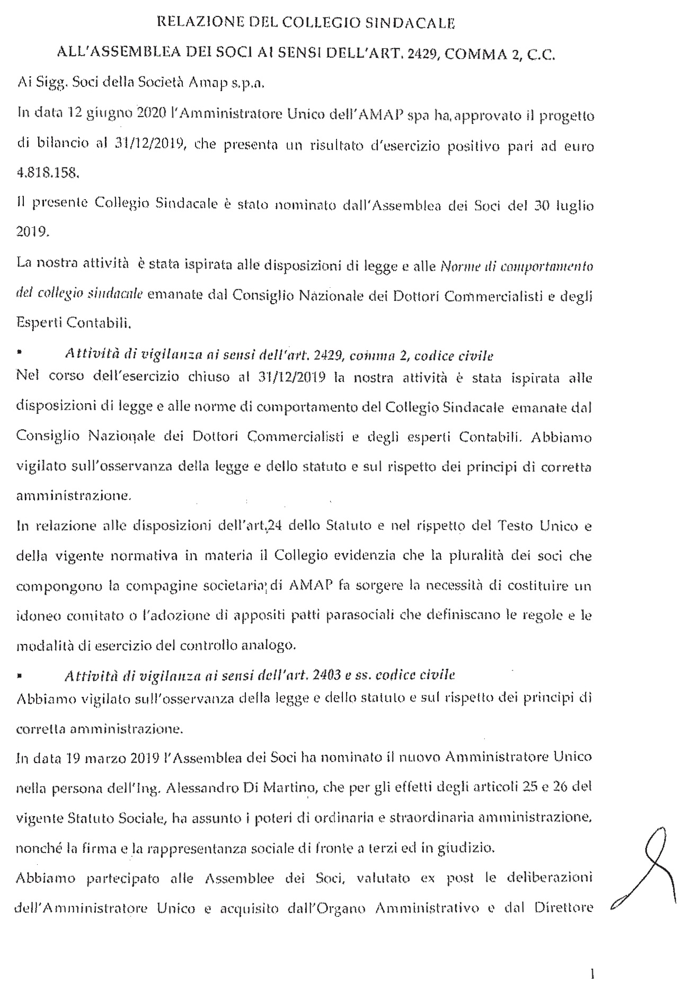 RELAZIONE DEL COLLEGIO SINDACALE
ALL'ASSEMBLEA DEI SOCI AI SENSI DELL'ART. 2429, COMMA 2, C.C.
Ai Sigg. Soci della Società Amap s.p.a.
In data 12 giugno 2020 l'Amministratore Unico dell'AMAP spa ha approvato il progetto
di bilancio al 31/12/2019, che presenta un risultato d'esercizio positivo pari ad euro
4.818.158.
Il presente Collegio Sindacale è stato nominato dall'Assemblea dei Soci del 30 luglio
2019.
La nostra attività è stata ispirata alle disposizioni di legge e alle Norme di comportamento
del collegio sindacale emanate dal Consiglio Nazionale dei Dottori Commercialisti e degli
Esperti Contabili.
▪ Attività di vigilanza ai sensi dell'art. 2429, comma 2, codice civile
Nel corso dell'esercizio chiuso al 31/12/2019 la nostra attività è stata ispirata alle
disposizioni di legge e alle norme di comportamento del Collegio Sindacale emanate dal
Consiglio Nazionale dei Dottori Commercialisti e degli esperti Contabili. Abbiamo
vigilato sull'osservanza della legge e dello statuto e sul rispetto dei principi di corretta
amministrazione.
In relazione alle disposizioni dell'art.24 dello Statuto e nel rispetto del Testo Unico e
della vigente normativa in materia il Collegio evidenzia che la pluralità dei soci che
compongono la compagine societaria di AMAP fa sorgere la necessità di costituire un
idoneo comitato o l'adozione di appositi patti parasociali che definiscano le regole e le
modalità di esercizio del controllo analogo.
▪ Attività di vigilanza ai sensi dell'art. 2403 e ss. codice civile
Abbiamo vigilato sull'osservanza della legge e dello statuto e sul rispetto dei principi di
corretta amministrazione.
In data 19 marzo 2019 l'Assemblea dei Soci ha nominato il nuovo Amministratore Unico
nella persona dell'Ing. Alessandro Di Martino, che per gli effetti degli articoli 25 e 26 del
vigente Statuto Sociale, ha assunto i poteri di ordinaria e straordinaria amministrazione,
nonché la firma e la rappresentanza sociale di fronte a terzi ed in giudizio.
Abbiamo partecipato alle Assemblee dei Soci, valutato ex post le deliberazioni
dell'Amministratore Unico e acquisito dall'Organo Amministrativo e dal Direttore
1